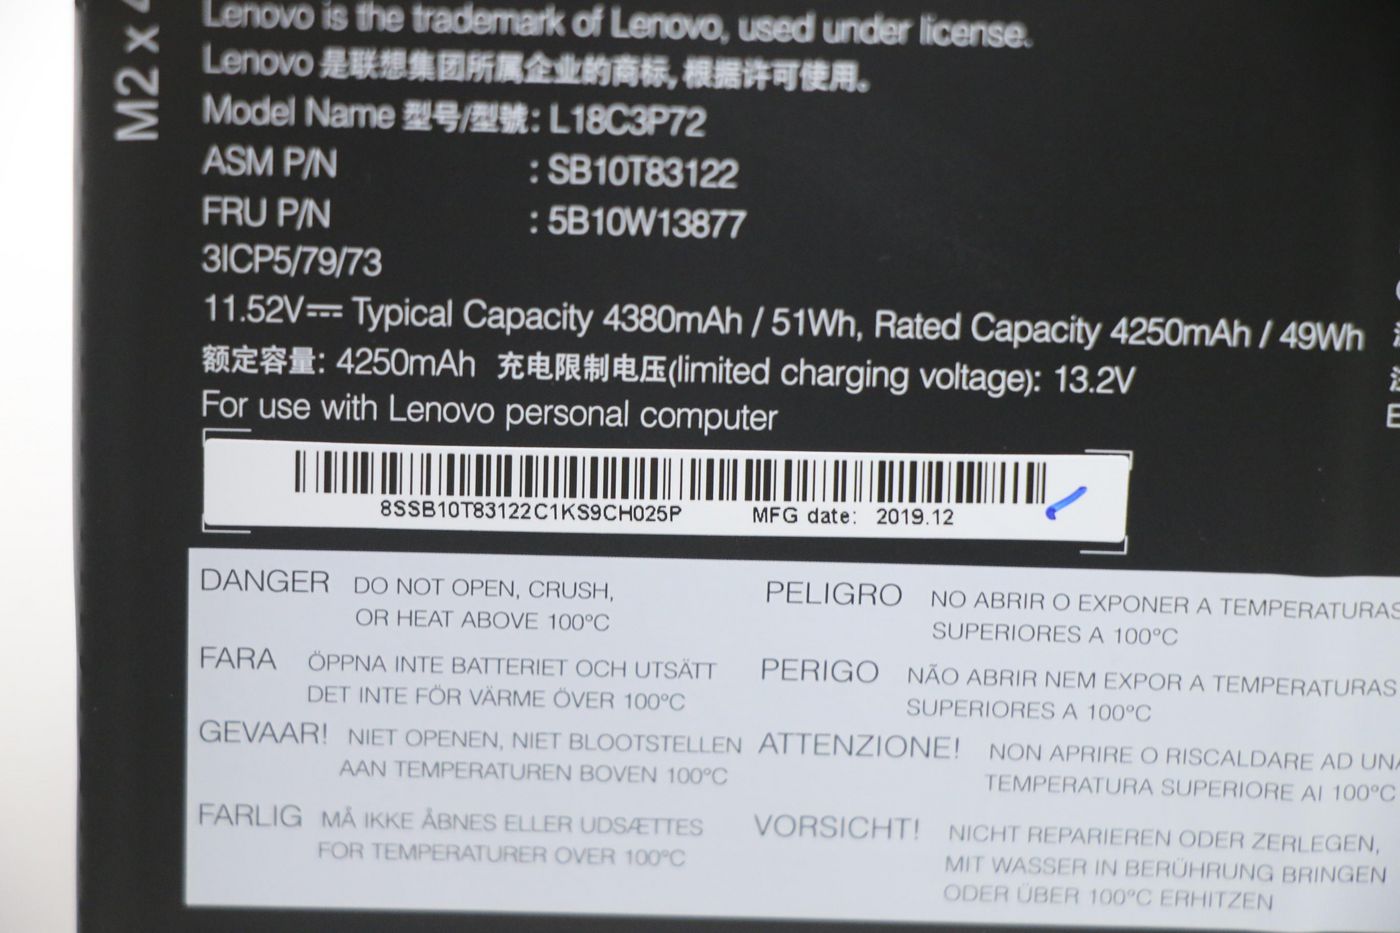 M2 x 4
Lenovo is the trademark of Lenovo, used under license.
Lenovo 是联想集团所属企业的商标, 根据许可使用。
Model Name 型号/型號: L18C3P72
ASM P/N : SB10T83122
FRU P/N : 5B10W13877
3ICP5/79/73
11.52V⎓ Typical Capacity 4380mAh / 51Wh, Rated Capacity 4250mAh / 49Wh
额定容量: 4250mAh 充电限制电压(limited charging voltage): 13.2V
For use with Lenovo personal computer
8SSB10T83122C1KS9CH025P MFG date: 2019.12
DANGER DO NOT OPEN, CRUSH,
OR HEAT ABOVE 100°C
FARA ÖPPNA INTE BATTERIET OCH UTSÄTT
DET INTE FÖR VÄRME ÖVER 100°C
GEVAAR! NIET OPENEN, NIET BLOOTSTELLEN
AAN TEMPERATUREN BOVEN 100°C
FARLIG MÅ IKKE ÅBNES ELLER UDSÆTTES
FOR TEMPERATURER OVER 100°C
PELIGRO NO ABRIR O EXPONER A TEMPERATURAS
SUPERIORES A 100°C
PERIGO NÃO ABRIR NEM EXPOR A TEMPERATURAS
SUPERIORES A 100°C
ATTENZIONE! NON APRIRE O RISCALDARE AD UNA
TEMPERATURA SUPERIORE AI 100°C
VORSICHT! NICHT REPARIEREN ODER ZERLEGEN,
MIT WASSER IN BERÜHRUNG BRINGEN
ODER ÜBER 100°C ERHITZEN